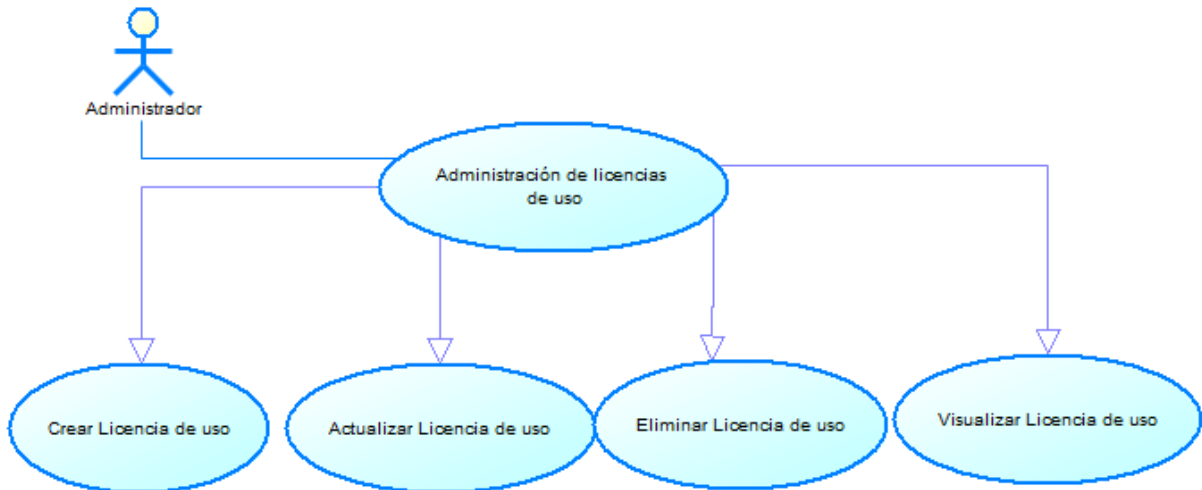 Administrador
Administración de licencias
de uso
Crear Licencia de uso
Actualizar Licencia de uso
Eliminar Licencia de uso
Visualizar Licencia de uso